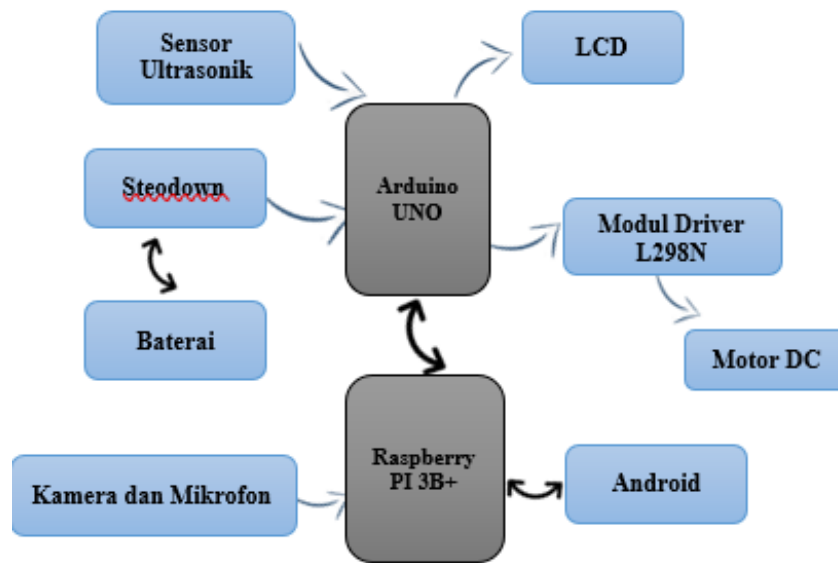 Sensor
Ultrasonik
LCD
Steodown
Arduino
UNO
Modul Driver
L298N
Baterai
Motor DC
Raspberry
PI 3B+
Kamera dan Mikrofon
Android